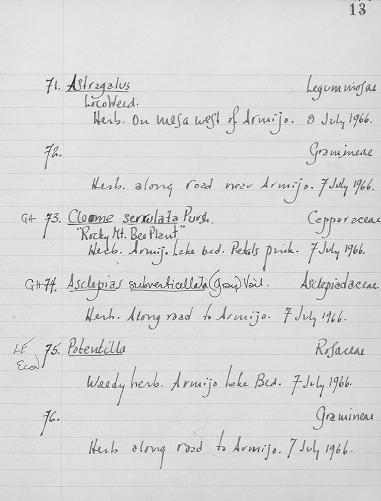 13
71. Astragalus Leguminosae
Locoweed.
Herb. On mesa west of Armijo. 8 July 1966.
72. Gramineae
Herb. along road near Armijo. 7 July 1966.
GH 73. Cleome serrulata Pursh. Capparaceae
"Rocky Mt. Bee Plant"
Herb. Armijo Lake bed. Petals pink. 7 July 1966.
GH 74. Asclepias subverticellata (Gray) Vail. Asclepiadaceae
Herb. Along road to Armijo. 7 July 1966.
LE 75. Potentilla Rosaceae
Weedy herb. Armijo Lake Bed. 7 July 1966.
76. Gramineae
Herb along road to Armijo. 7 July 1966.